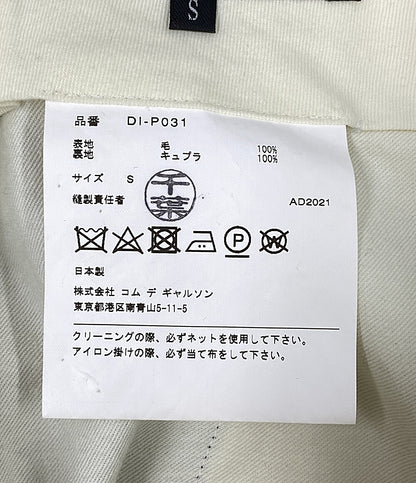 S
品番 DI-P031
表地 毛 100%
裏地 キュプラ 100%
サイズ S
縫製責任者 千葉 AD2021
P W
日本製
株式会社 コム デ ギャルソン
東京都港区南青山5-11-5
クリーニングの際、必ずネットを使用して下さい。
アイロン掛けの際、必ず当て布をして下さい。